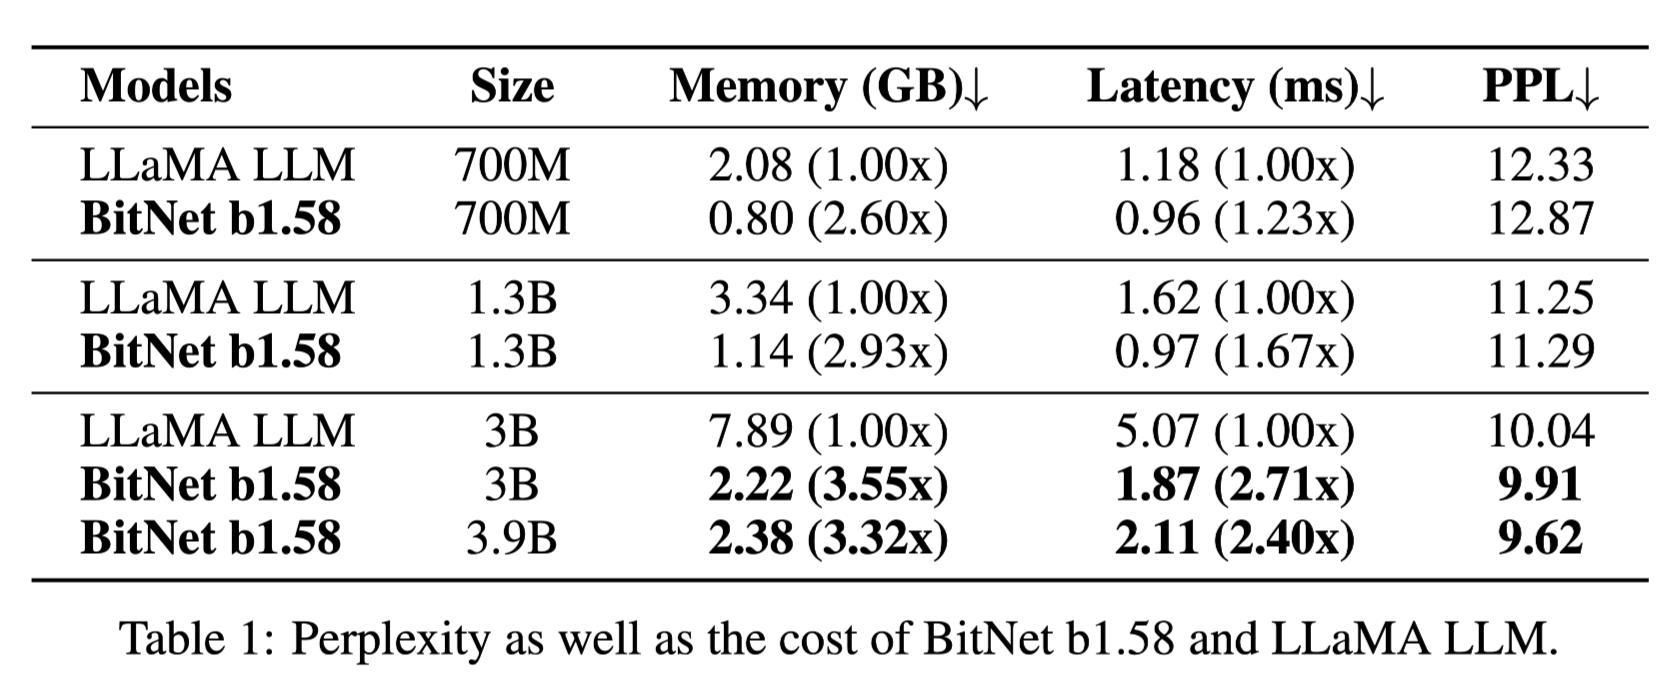 Models Size Memory (GB)↓ Latency (ms)↓ PPL↓
LLaMA LLM 700M 2.08 (1.00x) 1.18 (1.00x) 12.33
BitNet b1.58 700M 0.80 (2.60x) 0.96 (1.23x) 12.87
LLaMA LLM 1.3B 3.34 (1.00x) 1.62 (1.00x) 11.25
BitNet b1.58 1.3B 1.14 (2.93x) 0.97 (1.67x) 11.29
LLaMA LLM 3B 7.89 (1.00x) 5.07 (1.00x) 10.04
BitNet b1.58 3B 2.22 (3.55x) 1.87 (2.71x) 9.91
BitNet b1.58 3.9B 2.38 (3.32x) 2.11 (2.40x) 9.62
Table 1: Perplexity as well as the cost of BitNet b1.58 and LLaMA LLM.